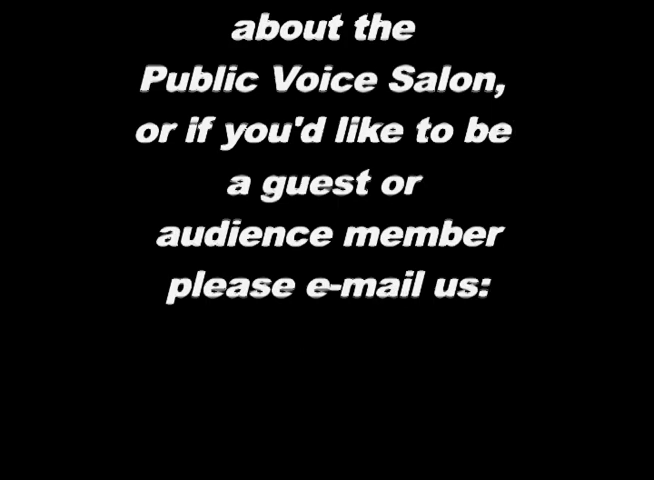 about the
Public Voice Salon,
or if you'd like to be
a guest or
audience member
please e-mail us: